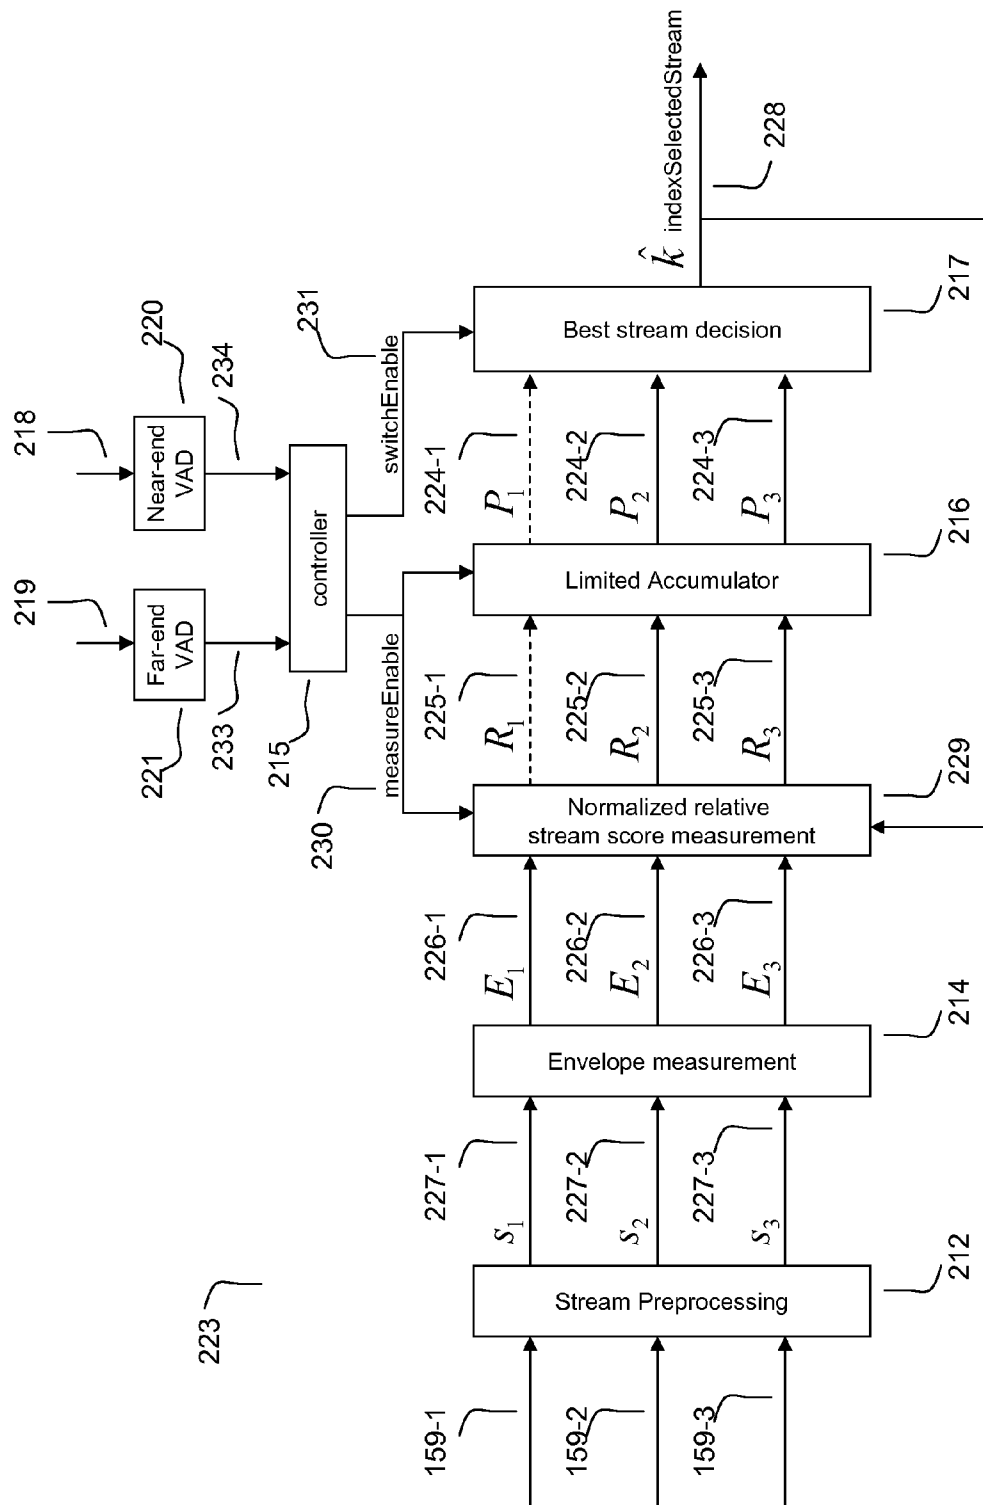 218
219
220
Near-end
VAD
Far-end
VAD
234
221
233
controller
215
231
switchEnable
measureEnable
230
indexSelectedStream
k̂
228
Best stream decision
217
224-1
P₁
224-2
P₂
224-3
P₃
Limited Accumulator
216
225-1
R₁
225-2
R₂
225-3
R₃
Normalized relative
stream score measurement
229
226-1
E₁
226-2
E₂
226-3
E₃
Envelope measurement
214
227-1
s₁
227-2
s₂
227-3
s₃
Stream Preprocessing
212
223
159-1
159-2
159-3